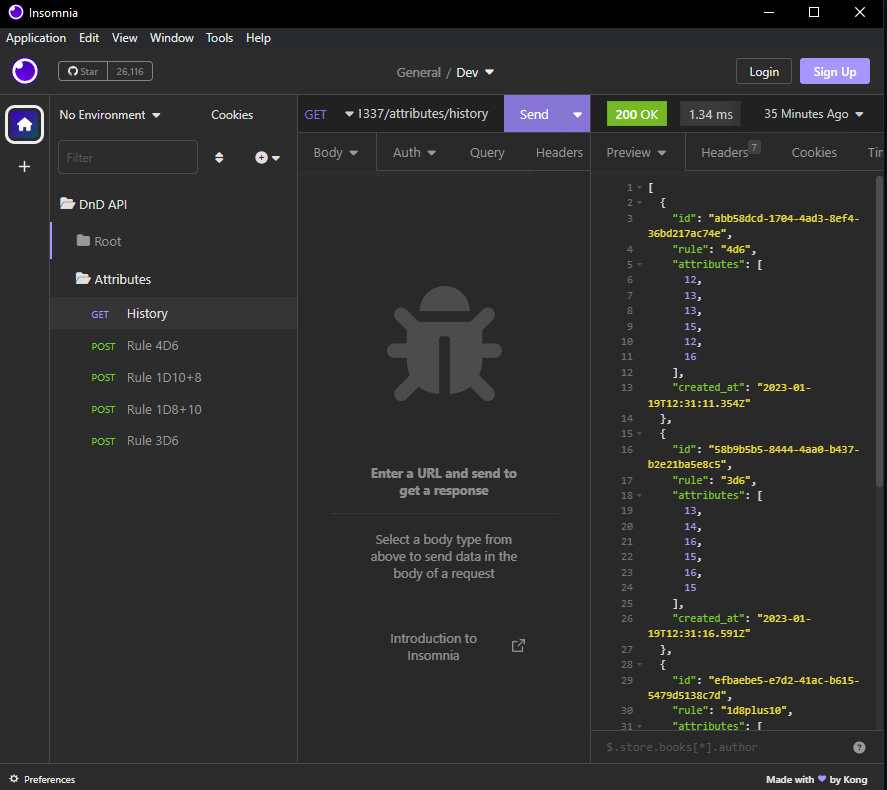 Insomnia
Application Edit View Window Tools Help
Star 26,116
General / Dev
Login
Sign Up
No Environment
Cookies
GET
1337/attributes/history
Send
200 OK
1.34 ms
35 Minutes Ago
Filter
Body Auth Query Headers
Preview Headers 7 Cookies Tin
DnD API
Root
Attributes
GET History
POST Rule 4D6
POST Rule 1D10+8
POST Rule 1D8+10
POST Rule 3D6
Enter a URL and send to
get a response
Select a body type from
above to send data in the
body of a request
Introduction to
Insomnia
1 [
2 {
3 "id": "abb58dcd-1704-4ad3-8ef4-
36bd217ac74e",
4 "rule": "4d6",
5 "attributes": [
6 12,
7 13,
8 13,
9 15,
10 12,
11 16
12 ],
13 "created_at": "2023-01-
19T12:31:11.354Z"
14 },
15 {
16 "id": "58b9b5b5-8444-4aa0-b437-
b2e21ba5e8c5",
17 "rule": "3d6",
18 "attributes": [
19 13,
20 14,
21 16,
22 15,
23 16,
24 15
25 ],
26 "created_at": "2023-01-
19T12:31:16.591Z"
27 },
28 {
29 "id": "efbaebe5-e7d2-41ac-b615-
5479d5138c7d",
30 "rule": "1d8plus10",
31 "attributes": [
$.store.books[*].author
Preferences
Made with ♥ by Kong